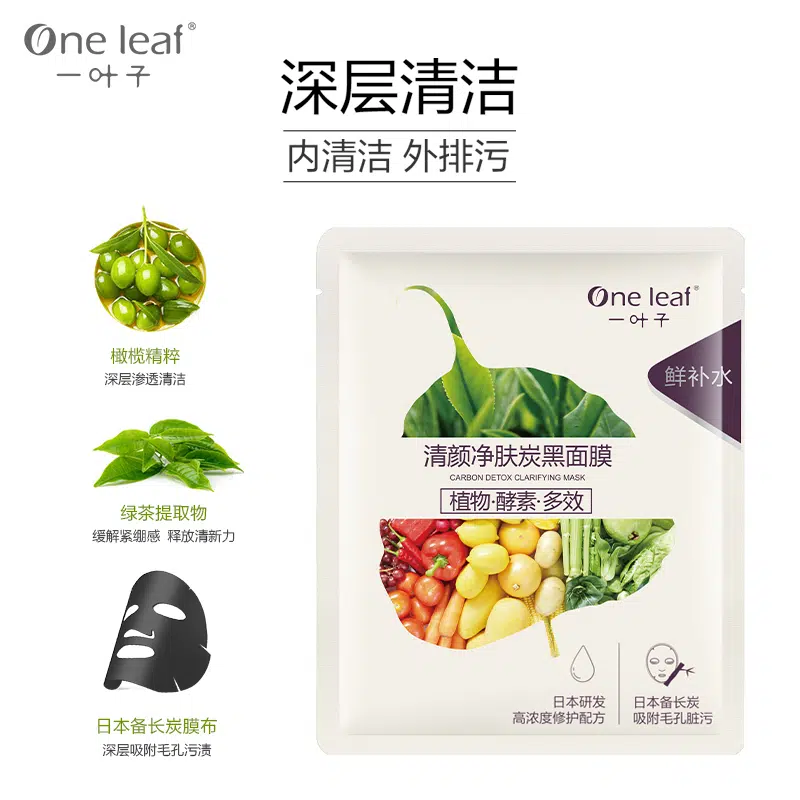 One leaf®
一叶子
深层清洁
内清洁 外排污
橄榄精粹
深层渗透清洁
绿茶提取物
缓解紧绷感 释放清新力
日本备长炭膜布
深层吸附毛孔污渍
One leaf®
一叶子
鲜补水
清颜净肤炭黑面膜
CARBON DETOX CLARIFYING MASK
植物·酵素·多效
日本研发
高浓度修护配方
日本备长炭
吸附毛孔脏污